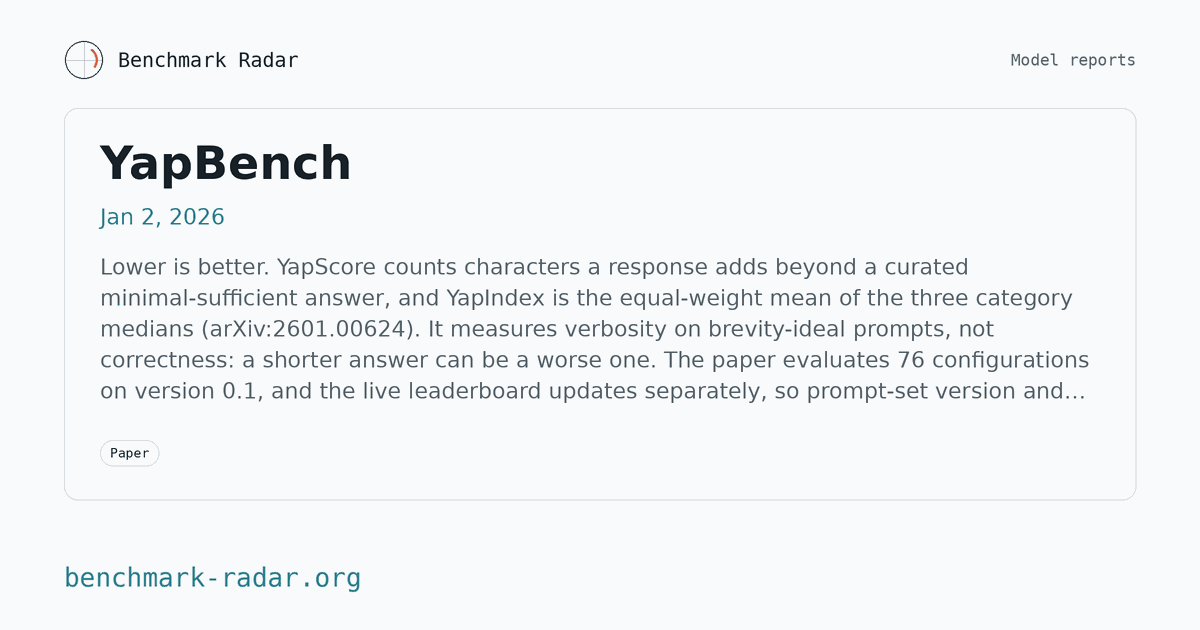 Benchmark Radar
Model reports
YapBench
Jan 2, 2026
Lower is better. YapScore counts characters a response adds beyond a curated
minimal-sufficient answer, and YapIndex is the equal-weight mean of the three category
medians (arXiv:2601.00624). It measures verbosity on brevity-ideal prompts, not
correctness: a shorter answer can be a worse one. The paper evaluates 76 configurations
on version 0.1, and the live leaderboard updates separately, so prompt-set version and…
Paper
benchmark-radar.org